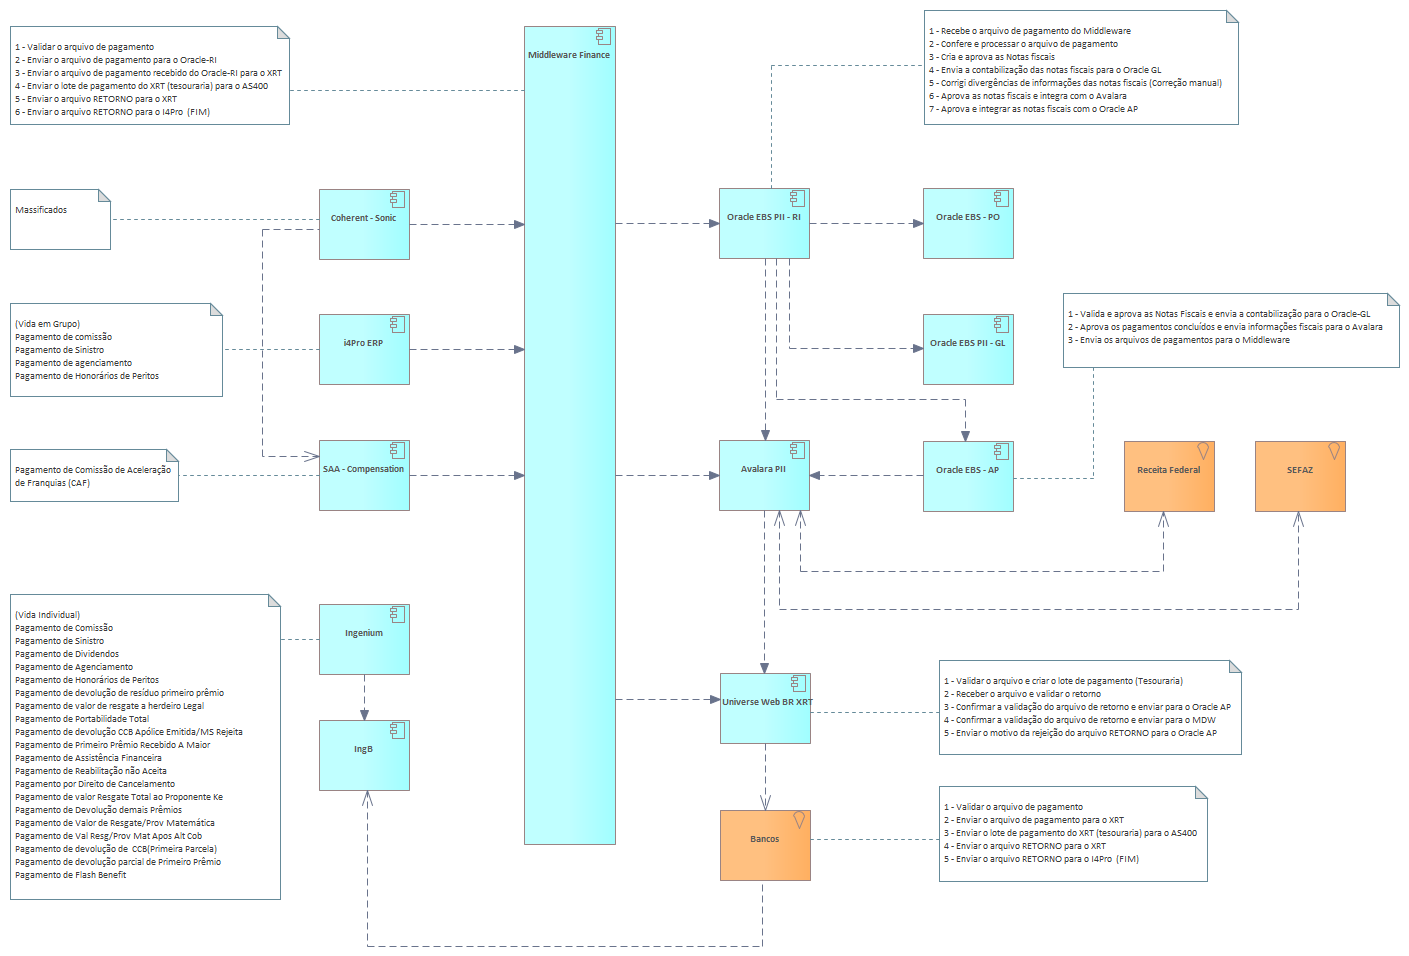 1 - Validar o arquivo de pagamento
2 - Enviar o arquivo de pagamento para o Oracle-RI
3 - Enviar o arquivo de pagamento recebido do Oracle-RI para o XRT
4 - Enviar o lote de pagamento do XRT (tesouraria) para o AS400
5 - Enviar o arquivo RETORNO para o XRT
6 - Enviar o arquivo RETORNO para o I4Pro (FIM)
Middleware Finance
1 - Recebe o arquivo de pagamento do Middleware
2 - Confere e processar o arquivo de pagamento
3 - Cria e aprova as Notas fiscais
4 - Envia a contabilização das notas fiscais para o Oracle GL
5 - Corrigi divergências de informações das notas fiscais (Correção manual)
6 - Aprova as notas fiscais e integra com o Avalara
7 - Aprova e integrar as notas fiscais com o Oracle AP
Massificados
Coherent - Sonic
Oracle EBS PII - RI
Oracle EBS - PO
(Vida em Grupo)
Pagamento de comissão
Pagamento de Sinistro
Pagamento de agenciamento
Pagamento de Honorários de Peritos
i4Pro ERP
Oracle EBS PII - GL
1 - Valida e aprova as Notas Fiscais e envia a contabilização para o Oracle-GL
2 - Aprova os pagamentos concluídos e envia informações fiscais para o Avalara
3 - Envia os arquivos de pagamentos para o Middleware
Pagamento de Comissão de Aceleração
de Franquias (CAF)
SAA - Compensation
Avalara PII
Oracle EBS - AP
Receita Federal
SEFAZ
(Vida Individual)
Pagamento de Comissão
Pagamento de Sinistro
Pagamento de Dividendos
Pagamento de Agenciamento
Pagamento de Honorários de Peritos
Pagamento de devolução de resíduo primeiro prêmio
Pagamento de valor de resgate a herdeiro Legal
Pagamento de Portabilidade Total
Pagamento de devolução CCB Apólice Emitida/MS Rejeita
Pagamento de Primeiro Prêmio Recebido A Maior
Pagamento de Assistência Financeira
Pagamento de Reabilitação não Aceita
Pagamento por Direito de Cancelamento
Pagamento de valor Resgate Total ao Proponente Ke
Pagamento de Devolução demais Prêmios
Pagamento de Valor de Resgate/Prov Matemática
Pagamento de Val Resg/Prov Mat Apos Alt Cob
Pagamento de devolução de CCB(Primeira Parcela)
Pagamento de devolução parcial de Primeiro Prêmio
Pagamento de Flash Benefit
Ingenium
IngB
Universe Web BR XRT
1 - Validar o arquivo e criar o lote de pagamento (Tesouraria)
2 - Receber o arquivo e validar o retorno
3 - Confirmar a validação do arquivo de retorno e enviar para o Oracle AP
4 - Confirmar a validação do arquivo de retorno e enviar para o MDW
5 - Enviar o motivo da rejeição do arquivo RETORNO para o Oracle AP
Bancos
1 - Validar o arquivo de pagamento
2 - Enviar o arquivo de pagamento para o XRT
3 - Enviar o lote de pagamento do XRT (tesouraria) para o AS400
4 - Enviar o arquivo RETORNO para o XRT
5 - Enviar o arquivo RETORNO para o I4Pro (FIM)